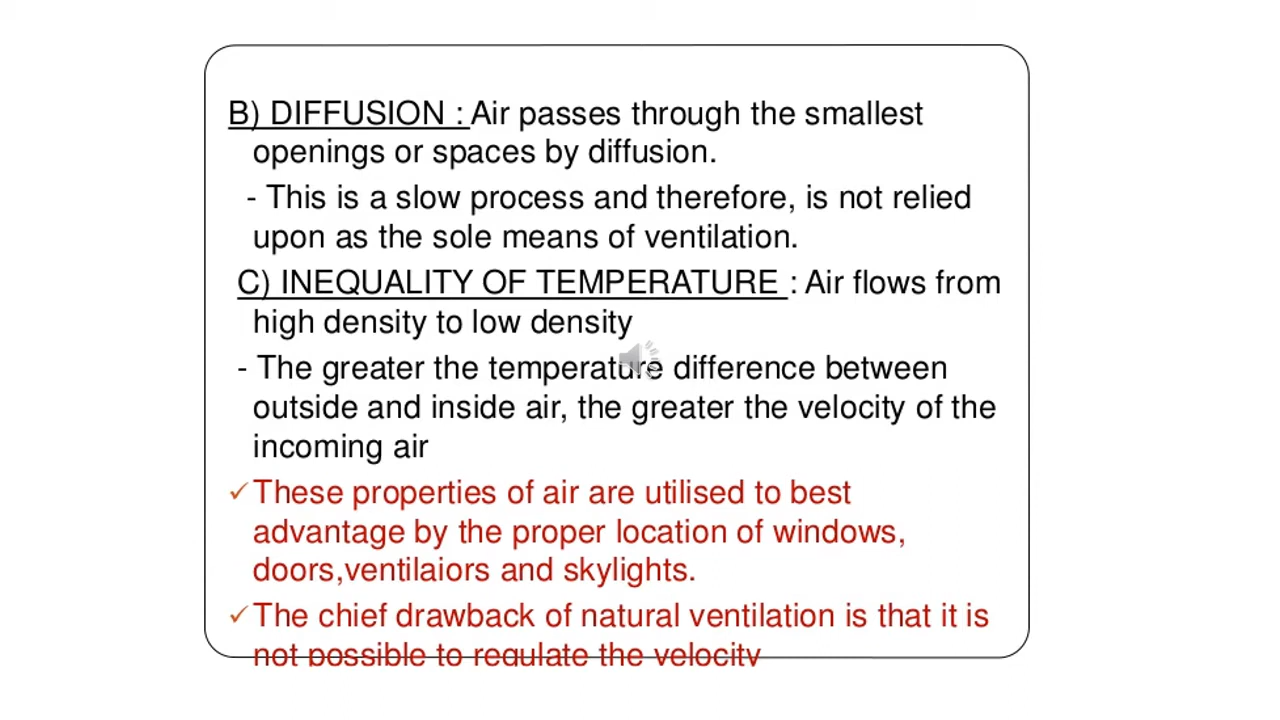 B) DIFFUSION : Air passes through the smallest
openings or spaces by diffusion.
- This is a slow process and therefore, is not relied
upon as the sole means of ventilation.
C) INEQUALITY OF TEMPERATURE : Air flows from
high density to low density
- The greater the temperature difference between
outside and inside air, the greater the velocity of the
incoming air
✓These properties of air are utilised to best
advantage by the proper location of windows,
doors,ventilaiors and skylights.
✓The chief drawback of natural ventilation is that it is
not possible to regulate the velocity